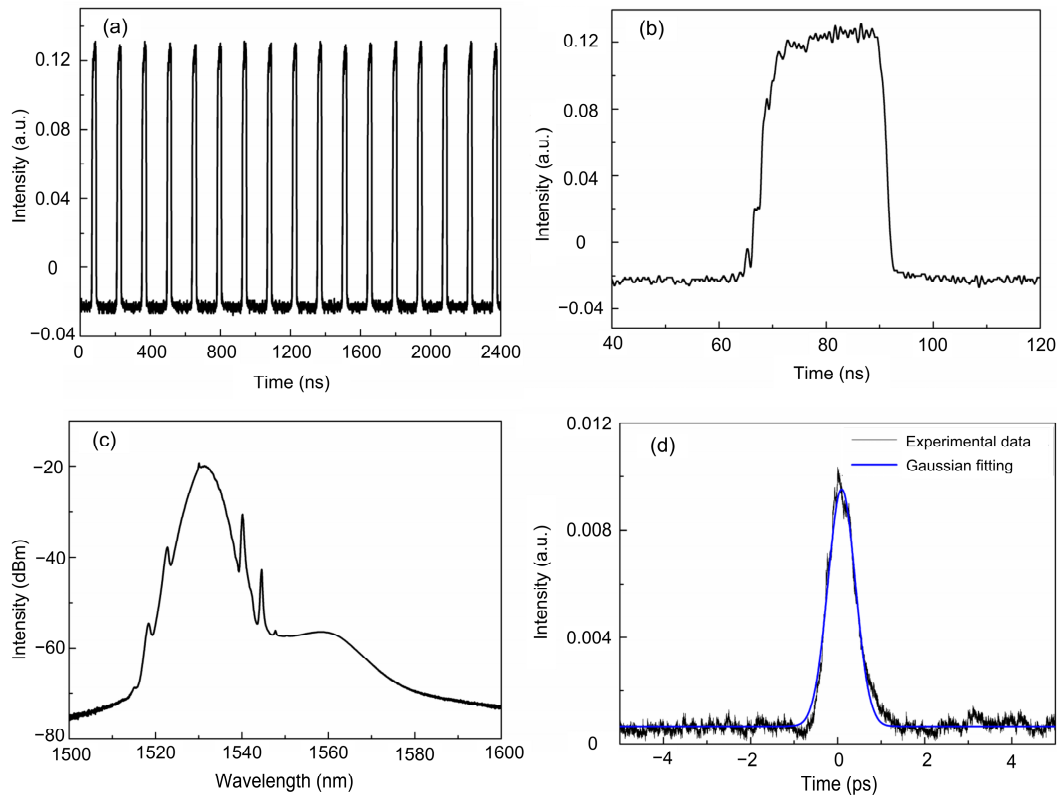 (a)
0.12
0.08
0.04
0
−0.04
Intensity (a.u.)
0 400 800 1200 1600 2000 2400
Time (ns)
(b)
0.12
0.08
0.04
0
−0.04
Intensity (a.u.)
40 60 80 100 120
Time (ns)
(c)
−20
−40
−60
−80
Intensity (dBm)
1500 1520 1540 1560 1580 1600
Wavelength (nm)
(d)
Experimental data
Gaussian fitting
0.012
0.008
0.004
0
Intensity (a.u.)
−4 −2 0 2 4
Time (ps)